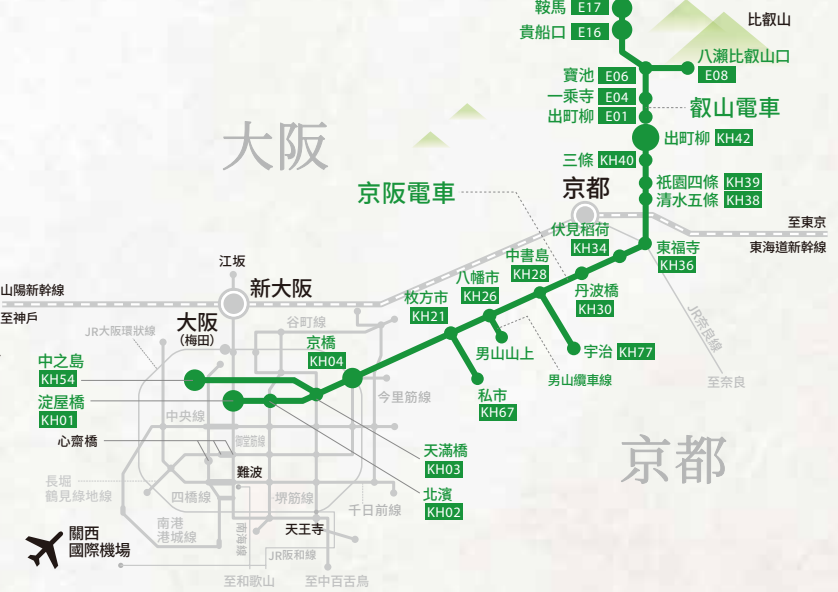 鞍馬 E17
貴船口 E16
比叡山
八瀨比叡山口
E08
寶池 E06
一乘寺 E04
出町柳 E01
叡山電車
出町柳 KH42
大阪
三條 KH40
祇園四條 KH39
清水五條 KH38
京都
京阪電車
至東京
東海道新幹線
伏見稻荷
KH34
東福寺
KH36
中書島
KH28
丹波橋
KH30
江坂
山陽新幹線
至神戶
新大阪
八幡市
KH26
枚方市
KH21
大阪
(梅田)
JR大阪環狀線
谷町線
京橋
KH04
男山山上
宇治 KH77
男山纜車線
JR奈良線
至奈良
中之島
KH54
淀屋橋
KH01
今里筋線
私市
KH67
中央線
心齋橋
御堂筋線
天滿橋
KH03
京都
難波
長堀
鶴見綠地線
四橋線
堺筋線
北濱
KH02
千日前線
南港
港城線
南海線
天王寺
關西
國際機場
JR阪和線
至和歌山
至中百舌鳥